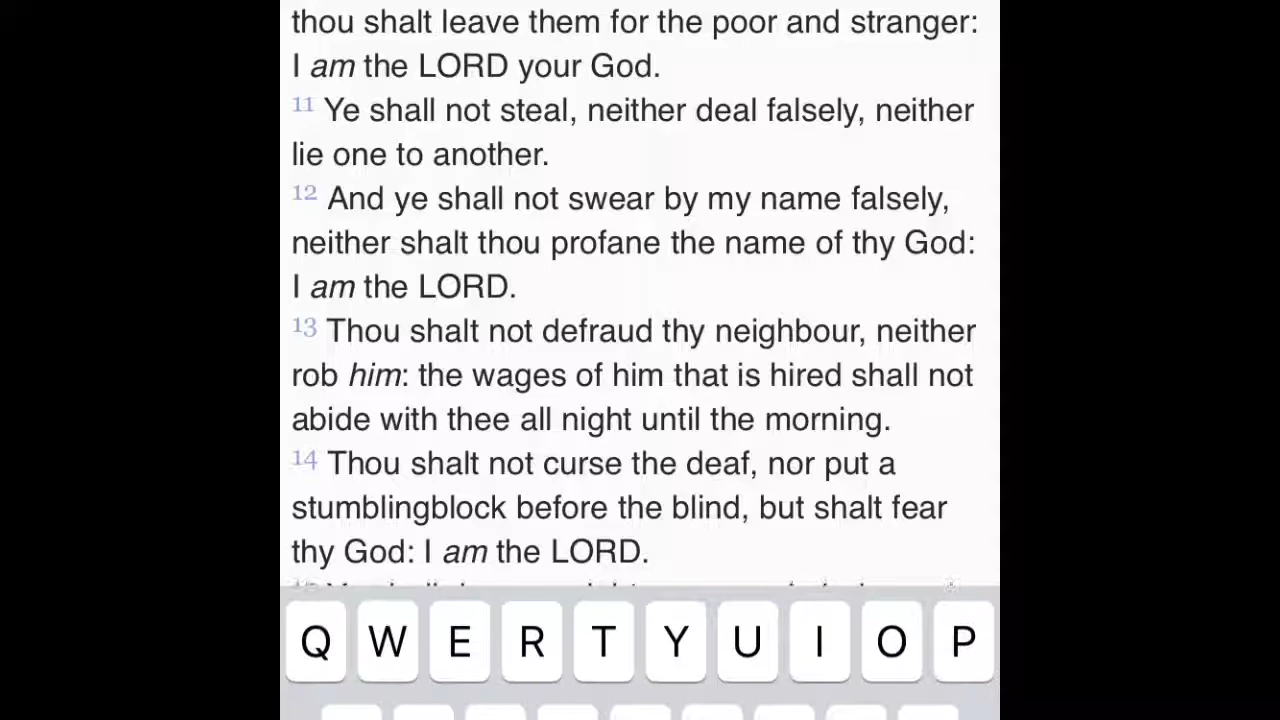 thou shalt leave them for the poor and stranger:
I am the LORD your God.
11 Ye shall not steal, neither deal falsely, neither
lie one to another.
12 And ye shall not swear by my name falsely,
neither shalt thou profane the name of thy God:
I am the LORD.
13 Thou shalt not defraud thy neighbour, neither
rob him: the wages of him that is hired shall not
abide with thee all night until the morning.
14 Thou shalt not curse the deaf, nor put a
stumblingblock before the blind, but shalt fear
thy God: I am the LORD.
Q W E R T Y U I O P